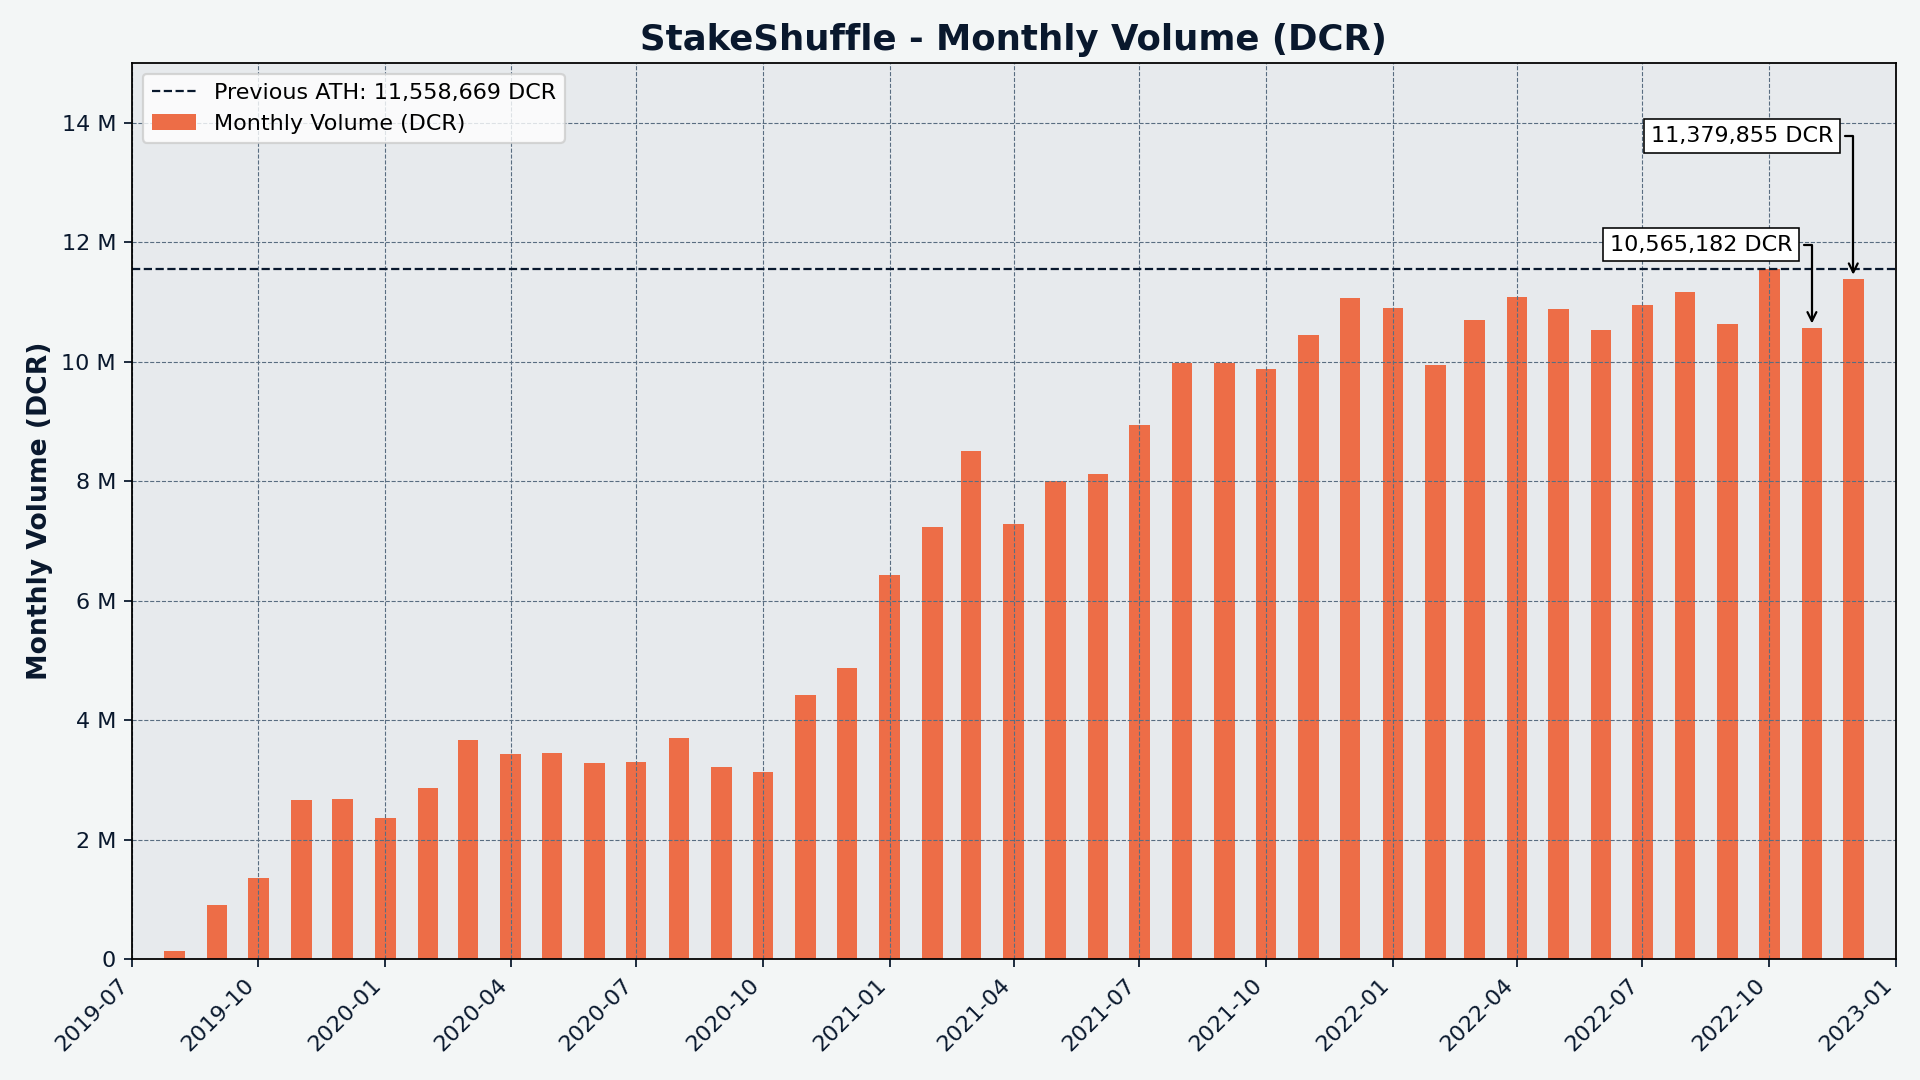 StakeShuffle - Monthly Volume (DCR)
Previous ATH: 11,558,669 DCR
Monthly Volume (DCR)
11,379,855 DCR
10,565,182 DCR
Monthly Volume (DCR)
14 M
12 M
10 M
8 M
6 M
4 M
2 M
0
2019-07
2019-10
2020-01
2020-04
2020-07
2020-10
2021-01
2021-04
2021-07
2021-10
2022-01
2022-04
2022-07
2022-10
2023-01